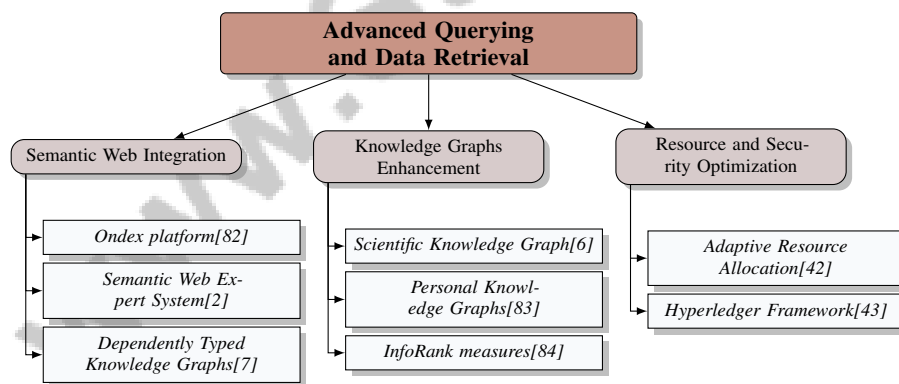 Advanced Querying
and Data Retrieval
Semantic Web Integration
Knowledge Graphs
Enhancement
Resource and Secu-
rity Optimization
Ondex platform[82]
Semantic Web Ex-
pert System[2]
Dependently Typed
Knowledge Graphs[7]
Scientific Knowledge Graph[6]
Personal Knowl-
edge Graphs[83]
InfoRank measures[84]
Adaptive Resource
Allocation[42]
Hyperledger Framework[43]